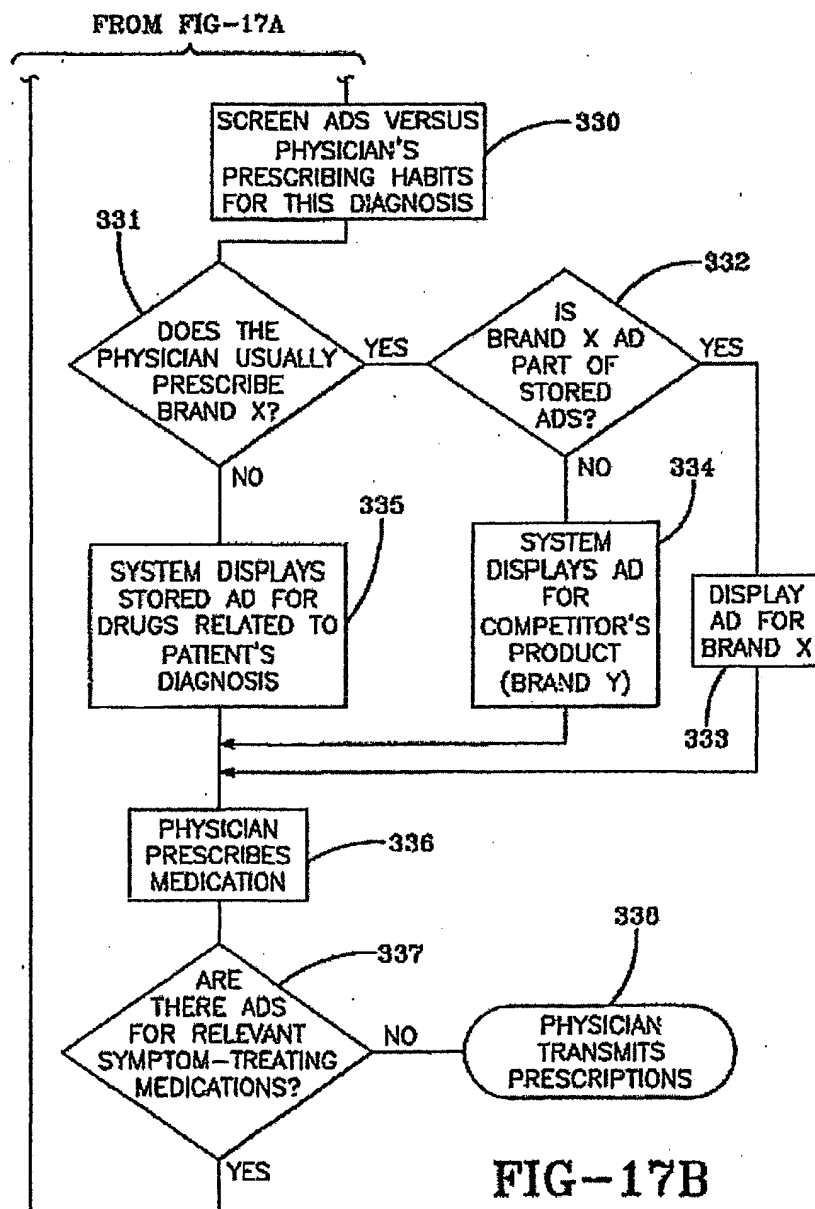 FROM FIG-17A
SCREEN ADS VERSUS
PHYSICIAN'S
PRESCRIBING HABITS
FOR THIS DIAGNOSIS
330
331
DOES THE
PHYSICIAN USUALLY
PRESCRIBE
BRAND X?
YES
NO
332
IS
BRAND X AD
PART OF
STORED
ADS?
YES
NO
335
SYSTEM DISPLAYS
STORED AD FOR
DRUGS RELATED TO
PATIENT'S
DIAGNOSIS
334
SYSTEM
DISPLAYS AD
FOR
COMPETITOR'S
PRODUCT
(BRAND Y)
DISPLAY
AD FOR
BRAND X
333
PHYSICIAN
PRESCRIBES
MEDICATION
336
337
ARE
THERE ADS
FOR RELEVANT
SYMPTOM-TREATING
MEDICATIONS?
NO
YES
338
PHYSICIAN
TRANSMITS
PRESCRIPTIONS
FIG-17B